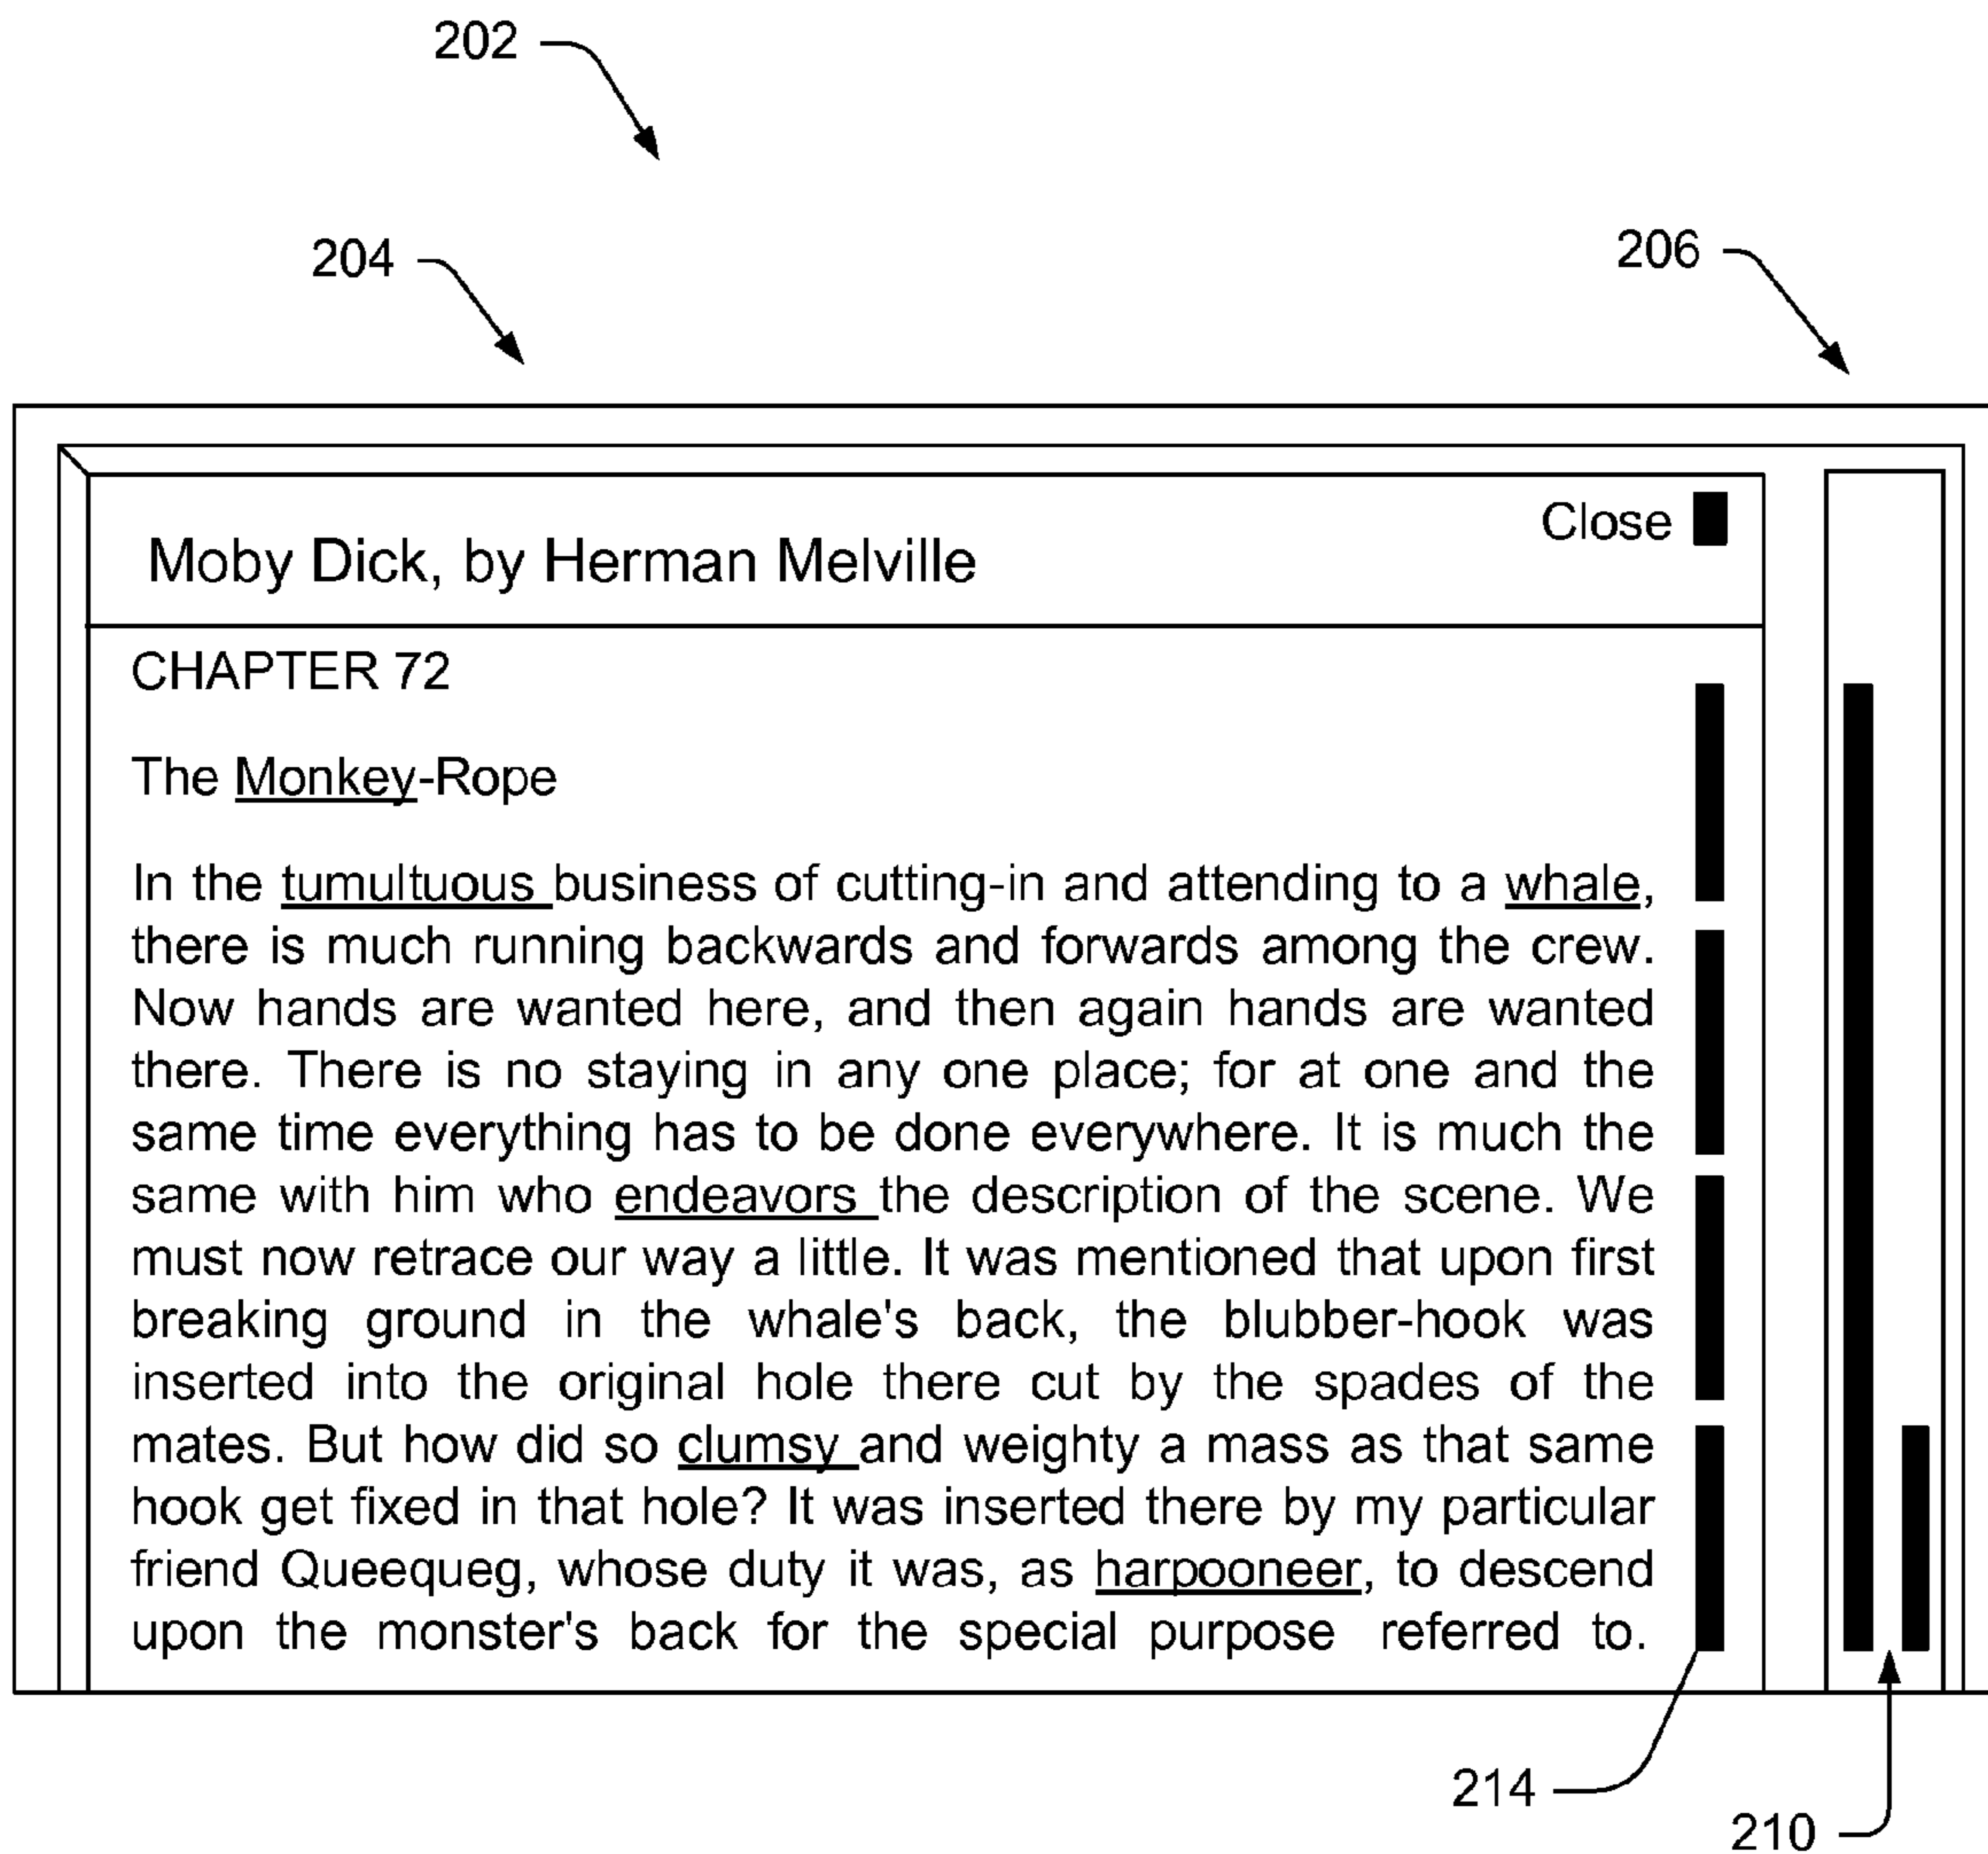 202
204
206
Close
Moby Dick, by Herman Melville
CHAPTER 72
The Monkey-Rope
In the tumultuous business of cutting-in and attending to a whale,
there is much running backwards and forwards among the crew.
Now hands are wanted here, and then again hands are wanted
there. There is no staying in any one place; for at one and the
same time everything has to be done everywhere. It is much the
same with him who endeavors the description of the scene. We
must now retrace our way a little. It was mentioned that upon first
breaking ground in the whale's back, the blubber-hook was
inserted into the original hole there cut by the spades of the
mates. But how did so clumsy and weighty a mass as that same
hook get fixed in that hole? It was inserted there by my particular
friend Queequeg, whose duty it was, as harpooneer, to descend
upon the monster's back for the special purpose referred to.
214
210